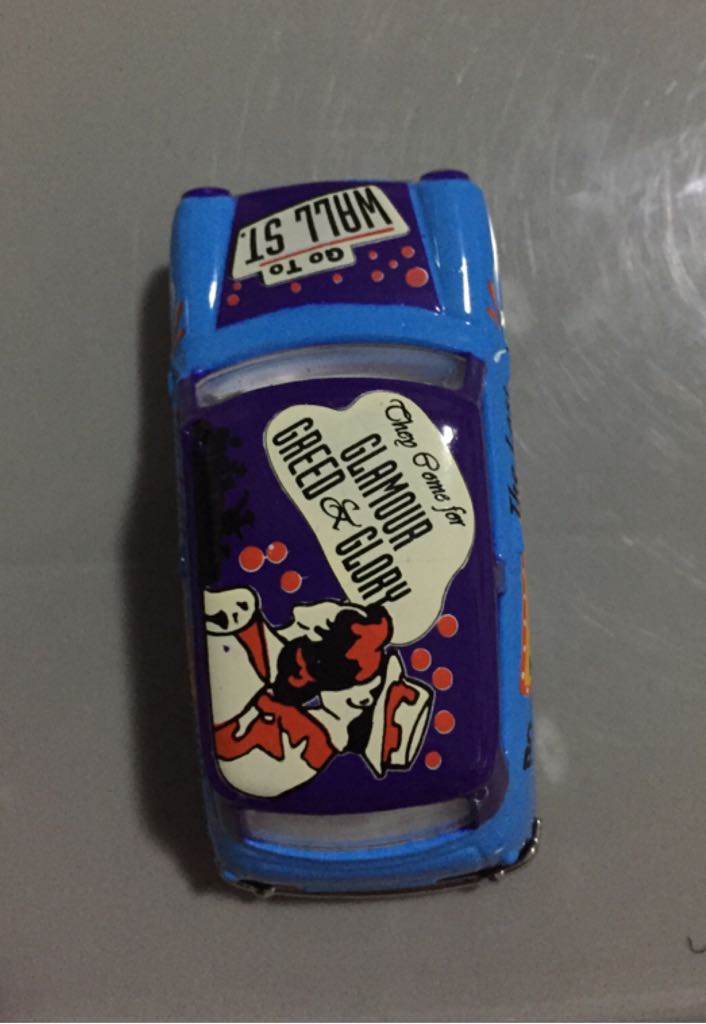 Go To
WALL ST.
They Come for
GLAMOUR
GREED & GLORY